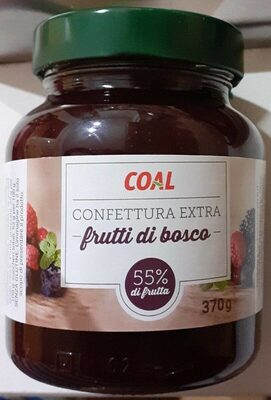 COAL
CONFETTURA EXTRA
frutti di bosco
55%
di frutta
370g